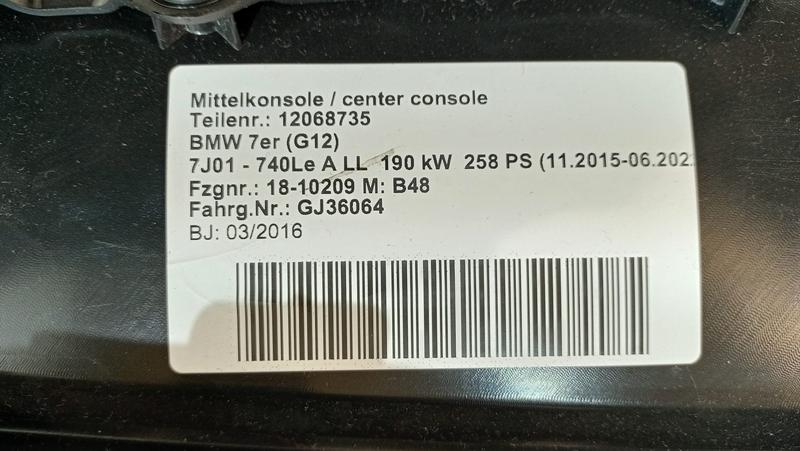 Mittelkonsole / center console
Teilenr.: 12068735
BMW 7er (G12)
7J01 - 740Le A LL 190 kW 258 PS (11.2015-06.202
Fzgnr.: 18-10209 M: B48
Fahrg.Nr.: GJ36064
BJ: 03/2016